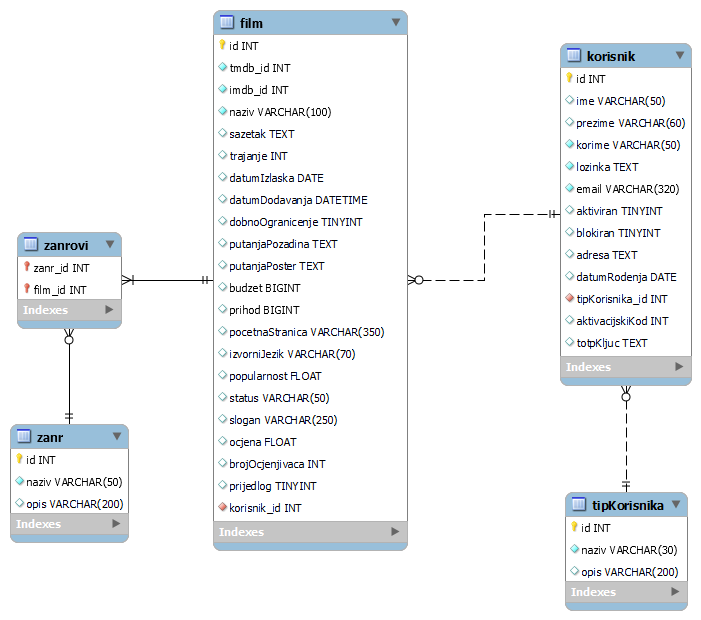 film
id INT
tmdb_id INT
imdb_id INT
naziv VARCHAR(100)
sazetak TEXT
trajanje INT
datumIzlaska DATE
datumDodavanja DATETIME
dobnoOgranicenje TINYINT
putanjaPozadina TEXT
putanjaPoster TEXT
budzet BIGINT
prihod BIGINT
pocetnaStranica VARCHAR(350)
izvorniJezik VARCHAR(70)
popularnost FLOAT
status VARCHAR(50)
slogan VARCHAR(250)
ocjena FLOAT
brojOcjenjivaca INT
prijedlog TINYINT
korisnik_id INT
Indexes
korisnik
id INT
ime VARCHAR(50)
prezime VARCHAR(60)
korime VARCHAR(50)
lozinka TEXT
email VARCHAR(320)
aktiviran TINYINT
blokiran TINYINT
adresa TEXT
datumRodenja DATE
tipKorisnika_id INT
aktivacijskiKod INT
totpKljuc TEXT
Indexes
zanrovi
zanr_id INT
film_id INT
Indexes
zanr
id INT
naziv VARCHAR(50)
opis VARCHAR(200)
Indexes
tipKorisnika
id INT
naziv VARCHAR(30)
opis VARCHAR(200)
Indexes